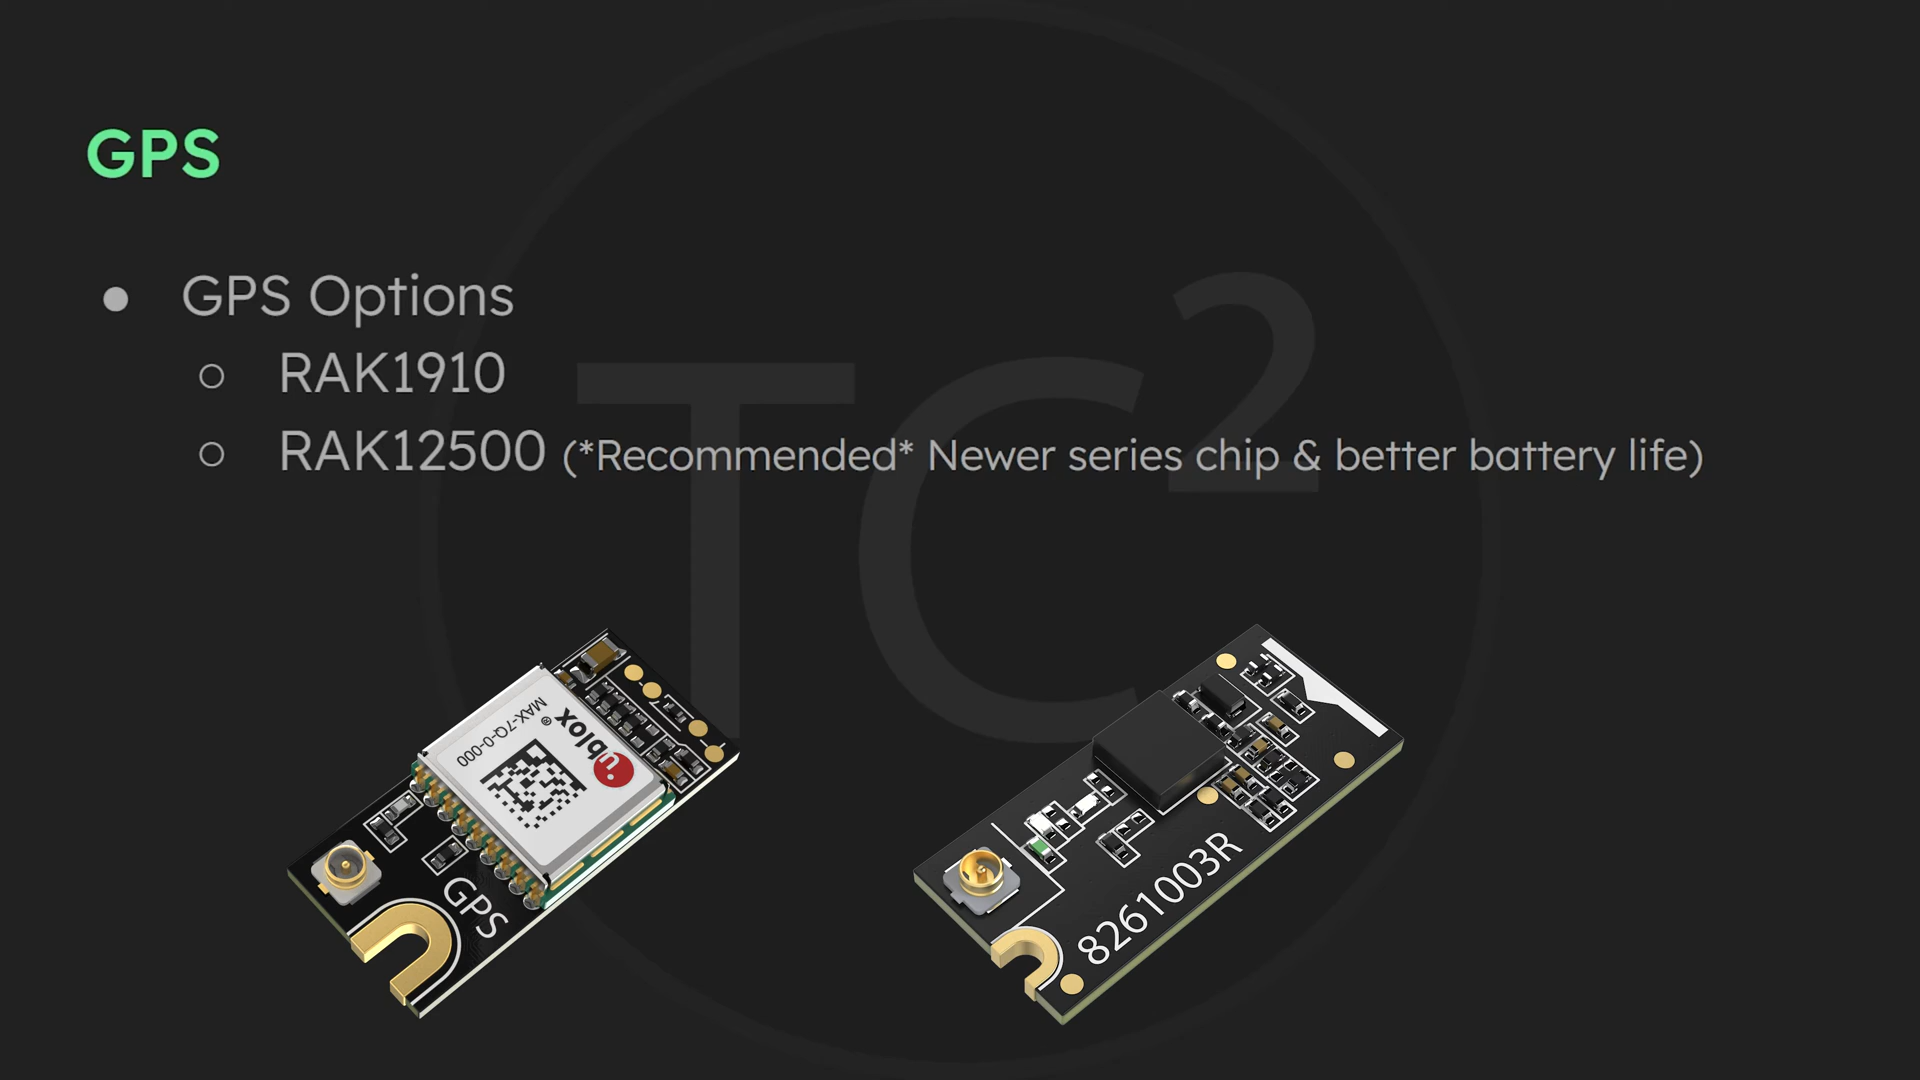 GPS
GPS Options
RAK1910
RAK12500 (*Recommended* Newer series chip & better battery life)
TC²
MAX-7Q-0-000
ublox®
GPS
8261003R